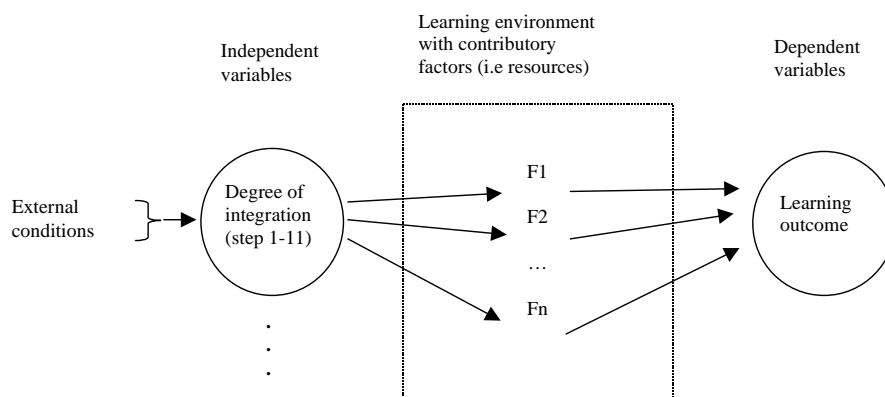 Independent
variables
Learning environment
with contributory
factors (i.e resources)
Dependent
variables
External
conditions
Degree of
integration
(step 1-11)
F1
F2
...
Fn
Learning
outcome